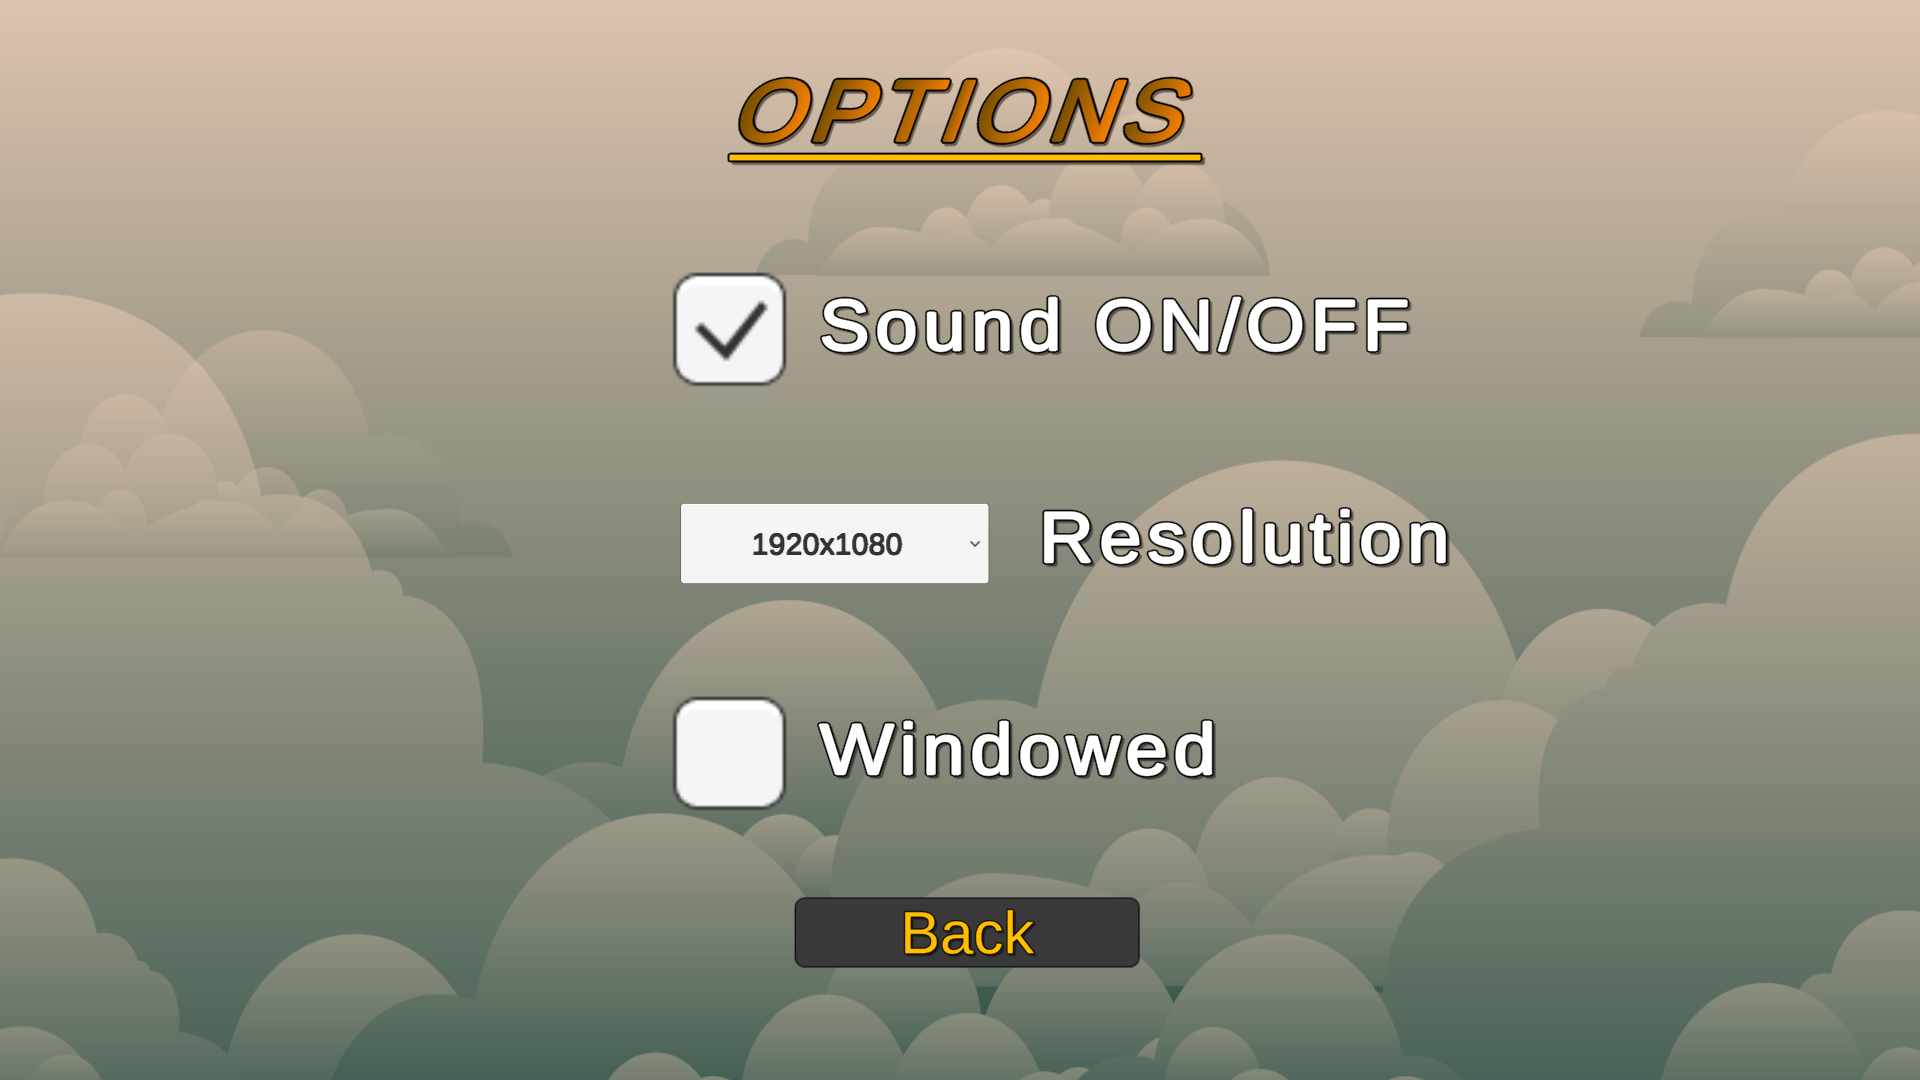 OPTIONS
Sound ON/OFF
1920x1080
Resolution
Windowed
Back